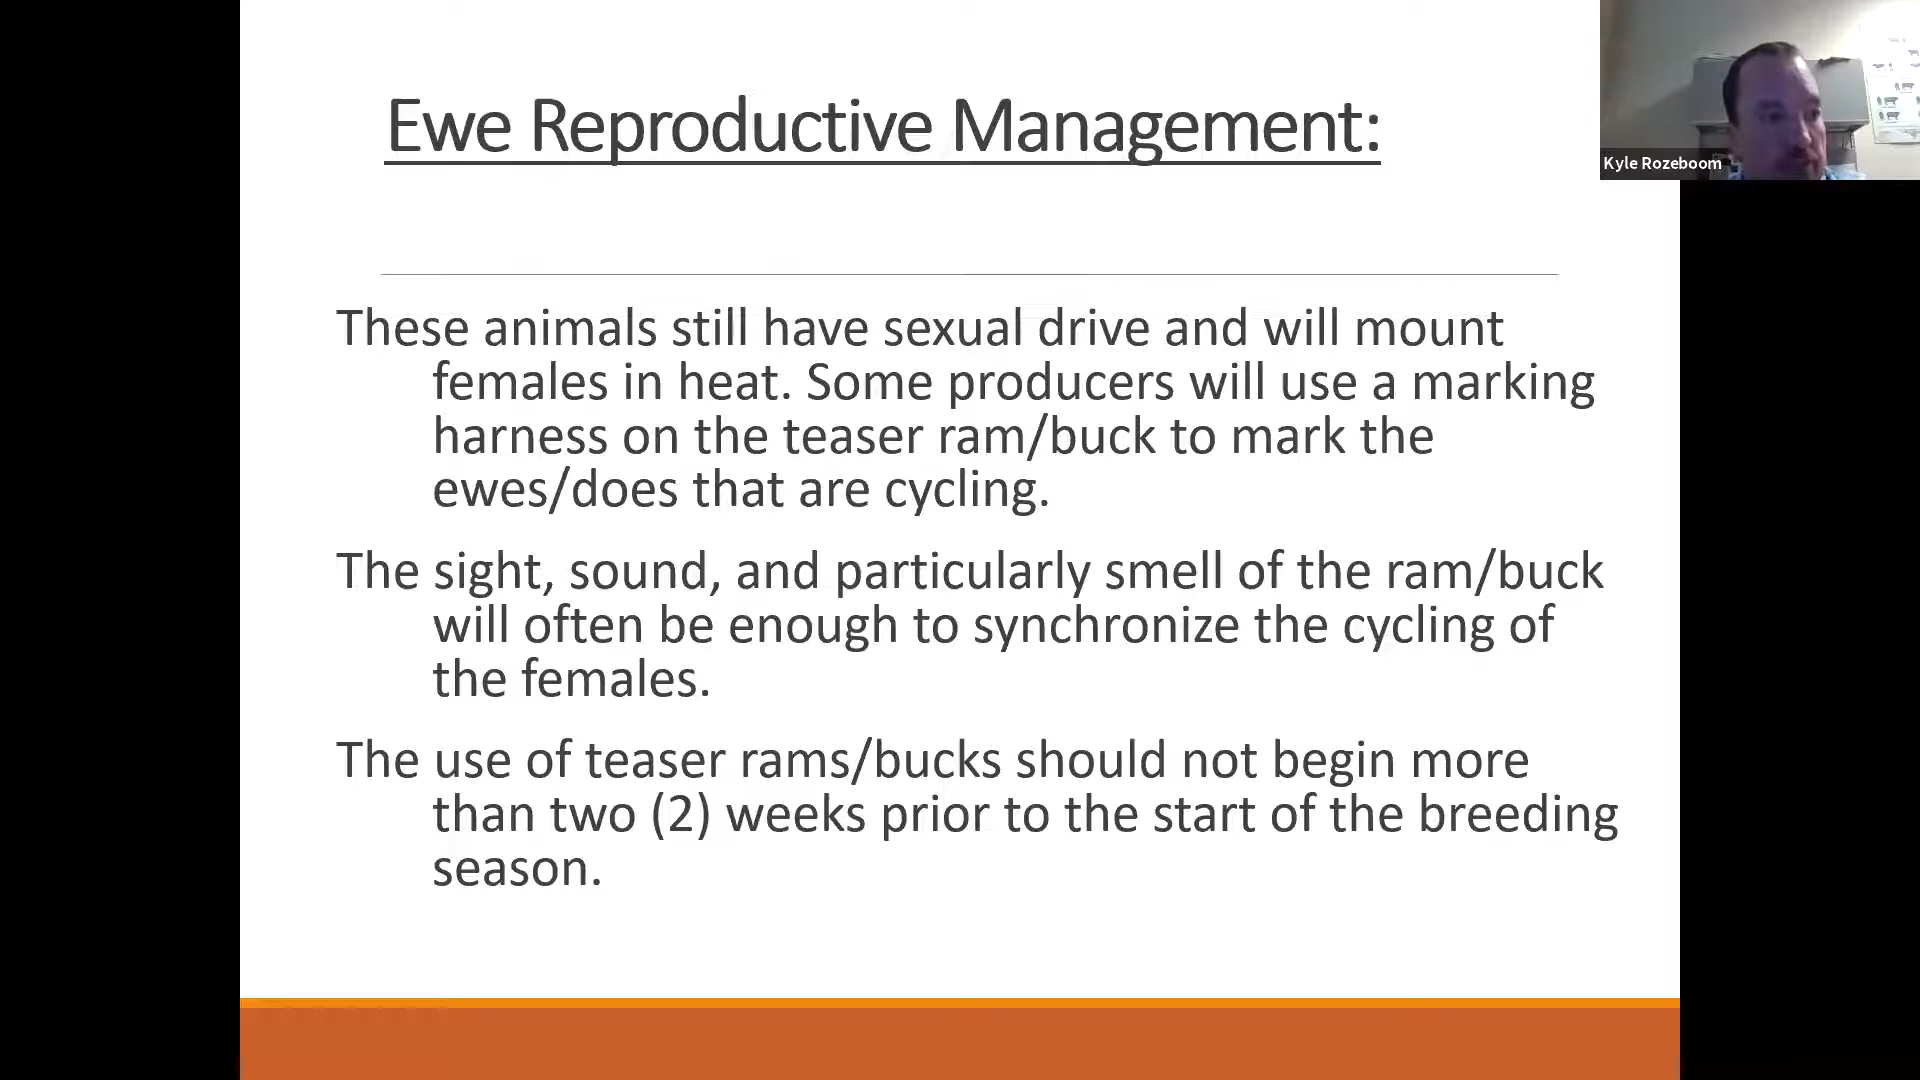 Ewe Reproductive Management:
Kyle Rozeboom
These animals still have sexual drive and will mount
females in heat. Some producers will use a marking
harness on the teaser ram/buck to mark the
ewes/does that are cycling.
The sight, sound, and particularly smell of the ram/buck
will often be enough to synchronize the cycling of
the females.
The use of teaser rams/bucks should not begin more
than two (2) weeks prior to the start of the breeding
season.